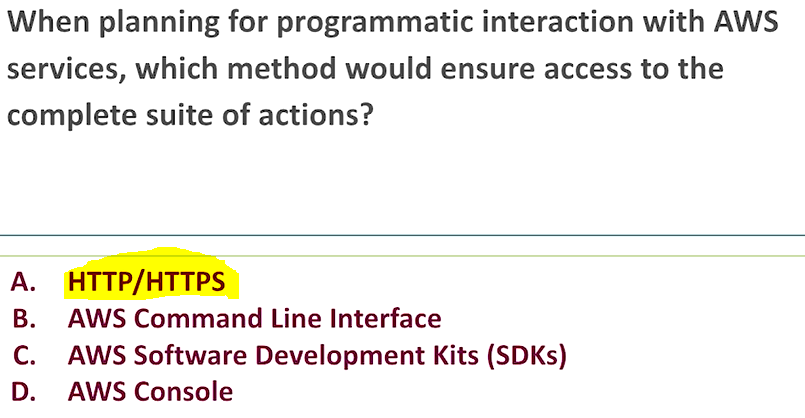 When planning for programmatic interaction with AWS
services, which method would ensure access to the
complete suite of actions?
A. HTTP/HTTPS
B. AWS Command Line Interface
C. AWS Software Development Kits (SDKs)
D. AWS Console